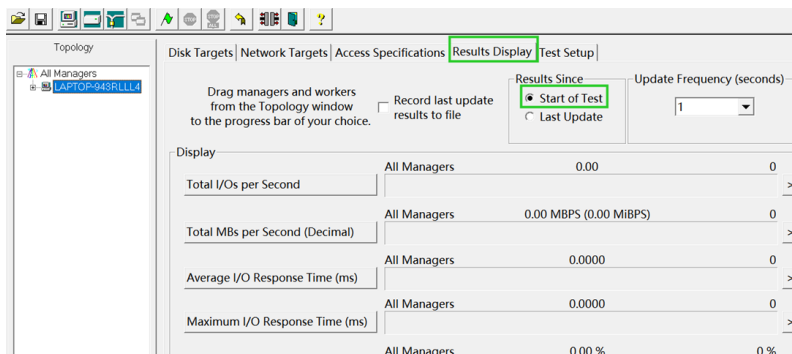 Topology
All Managers
LAPTOP-943RLLL4
Disk Targets Network Targets Access Specifications Results Display Test Setup
Drag managers and workers
from the Topology window
to the progress bar of your choice.
Record last update
results to file
Results Since
Start of Test
Last Update
Update Frequency (seconds)
1
Display
All Managers 0.00 0
Total I/Os per Second
All Managers 0.00 MBPS (0.00 MiBPS) 0
Total MBs per Second (Decimal)
All Managers 0.0000 0
Average I/O Response Time (ms)
All Managers 0.0000 0
Maximum I/O Response Time (ms)
All Managers 0.00 % 0 %